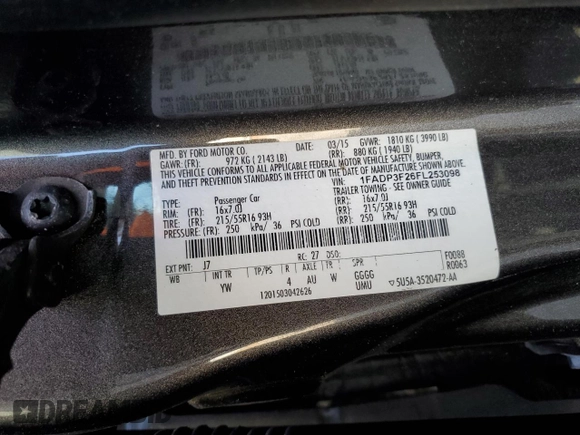 MFD. BY FORD MOTOR CO.
DATE: 03/15 GVWR: 1810 KG ( 3990 LB)
GAWR: (FR): 972 KG ( 2143 LB) (RR): 880 KG ( 1940 LB)
THIS VEHICLE CONFORMS TO ALL APPLICABLE FEDERAL MOTOR VEHICLE SAFETY, BUMPER,
AND THEFT PREVENTION STANDARDS IN EFFECT ON THE DATE OF MANUFACTURE SHOWN ABOVE.
VIN: 1FADP3F26FL253098
TYPE: Passenger Car TRAILER TOWING - SEE OWNER GUIDE
RIM: (FR): 16x7.0J (RR): 16x7.0J
TIRE: (FR): 215/55R16 93H (RR): 215/55R16 93H
PRESSURE: (FR): 250 kPa/ 36 PSI COLD (RR): 250 kPa/ 36 PSI COLD
EXT PNT: J7 RC: 27 DSO: F0088
WB INT TR TP/PS R AXLE TR SPR R0063
YW 4 AU W GGGG
UMU
1201503042626 ▽ 5U5A-3520472-AA
DREAM